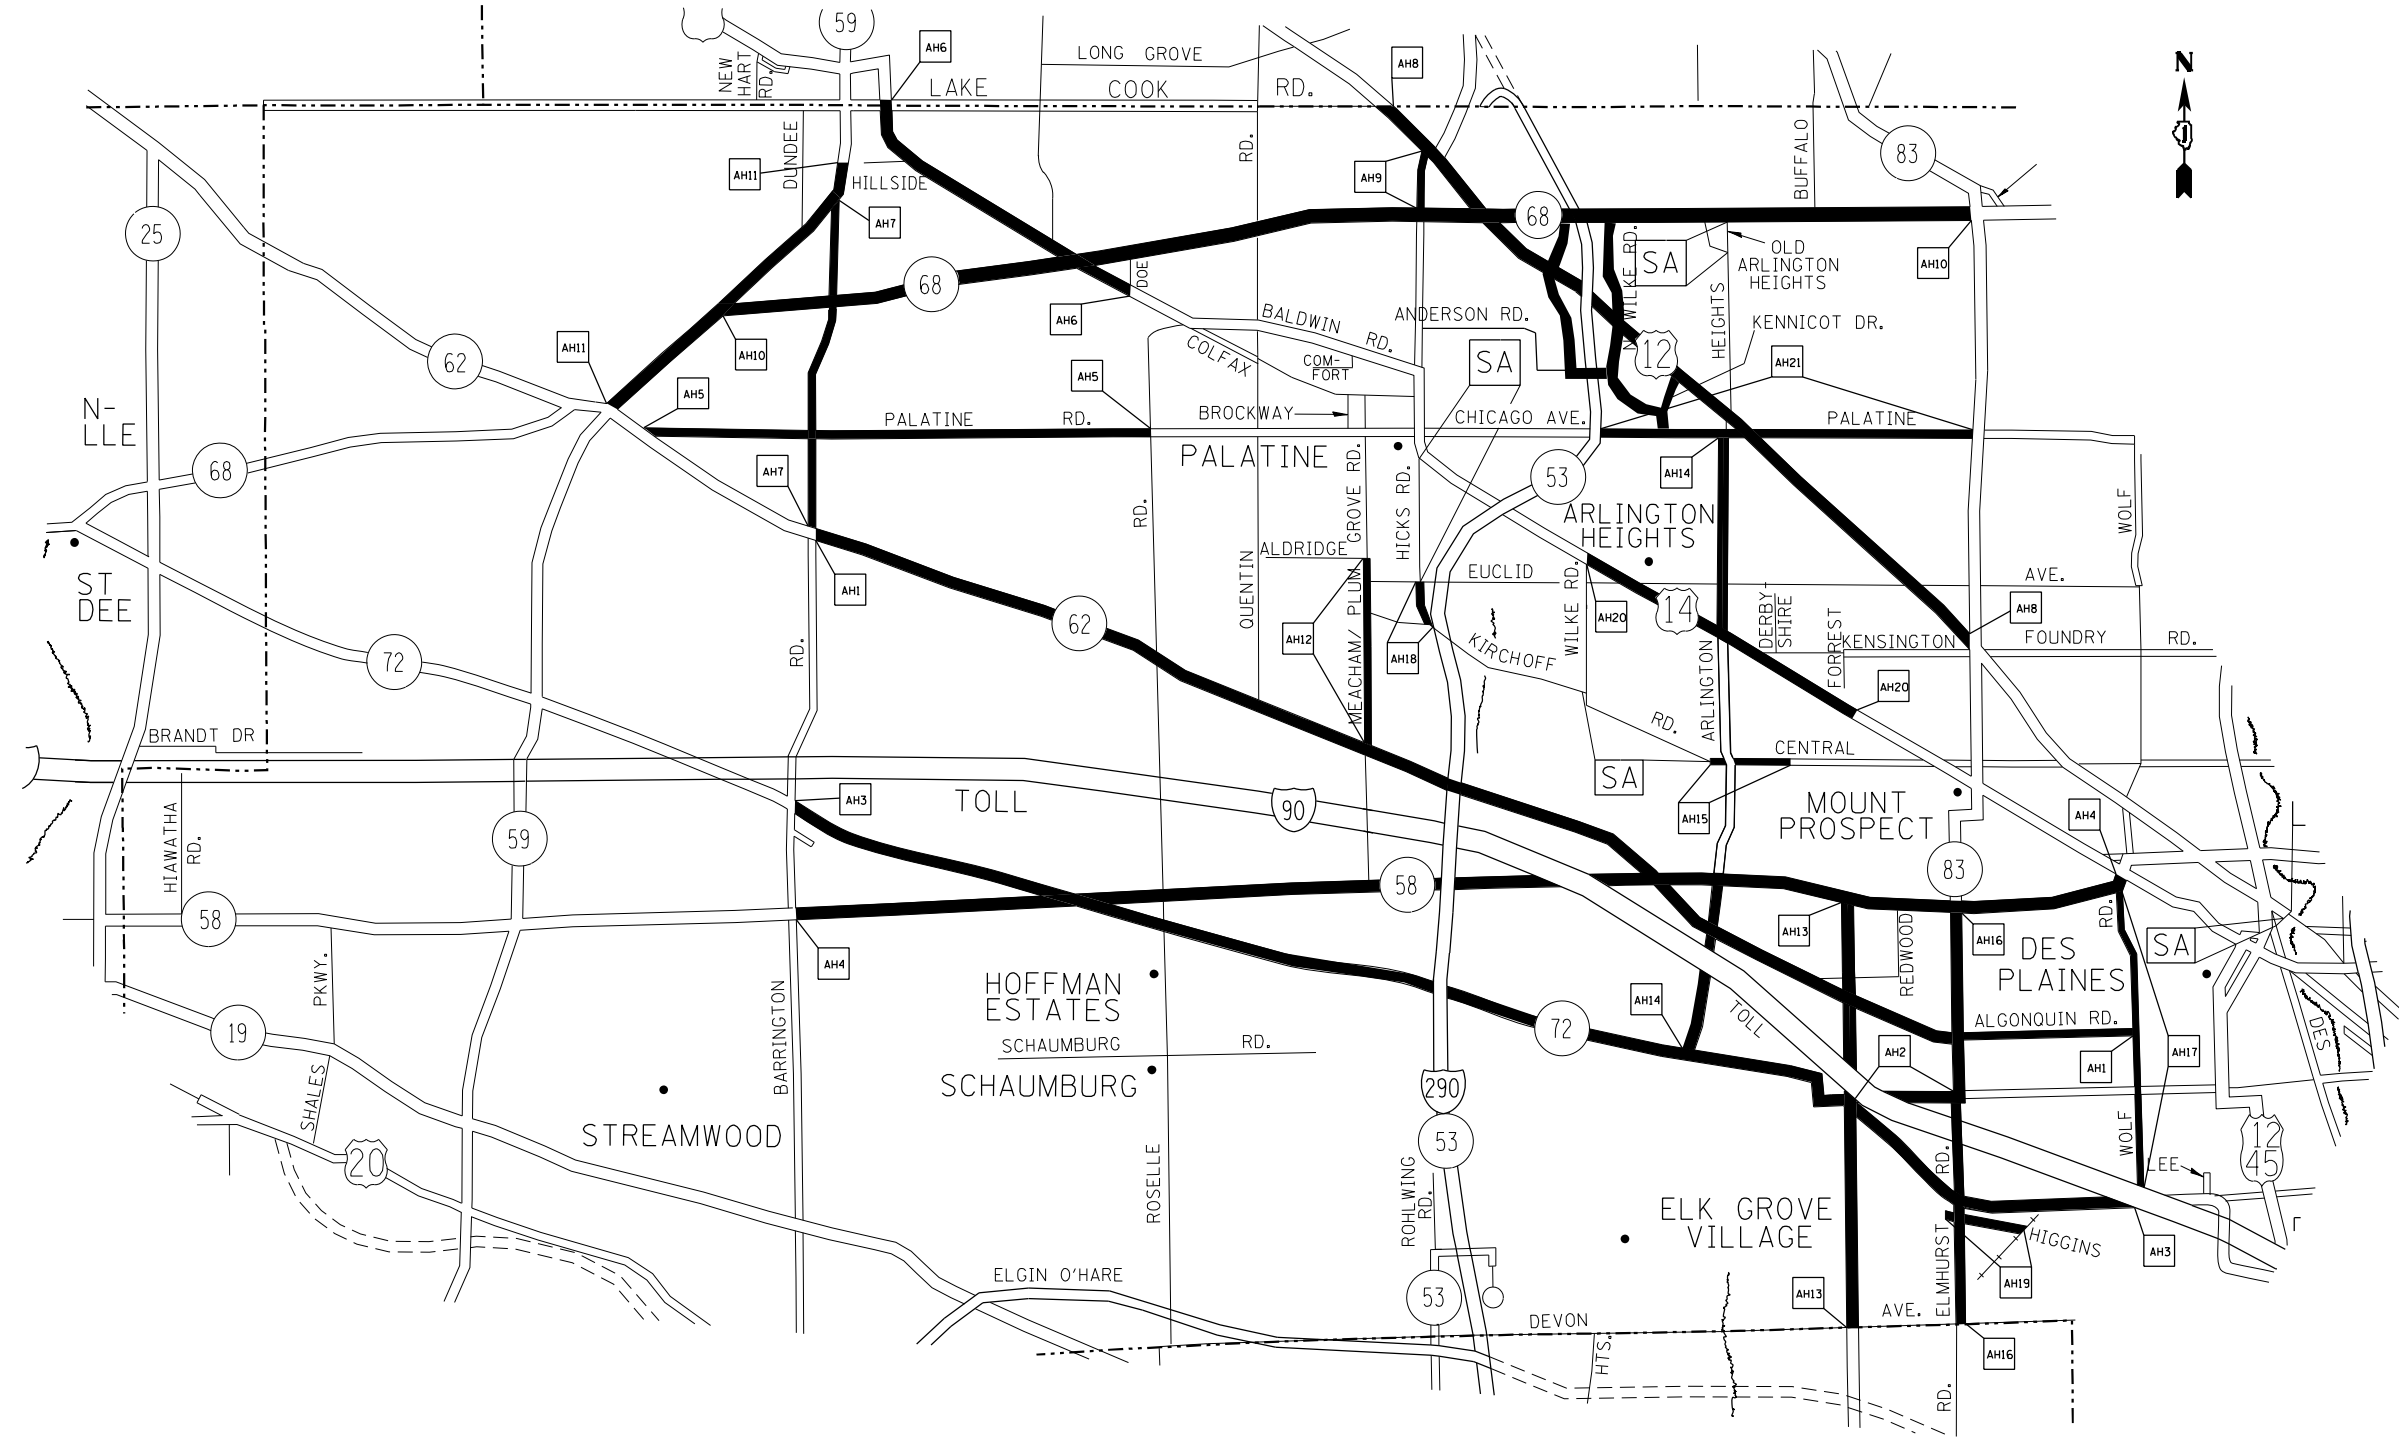 59
AH6
N
LONG GROVE
AH8
NEW
HART
RD.
LAKE
COOK
RD.
DUNDEE
RD.
BUFFALO
83
AH11
HILLSIDE
AH9
AH7
68
25
N. WILKE RD.
SA
OLD
ARLINGTON
HEIGHTS
AH10
68
DOE
HEIGHTS
AH6
BALDWIN
RD.
ANDERSON RD.
KENNICOT DR.
62
AH11
AH10
COLFAX
COM-
FORT
SA
12
AH21
AH5
AH5
N-
LLE
PALATINE
RD.
BROCKWAY
CHICAGO AVE.
PALATINE
68
PALATINE
AH7
AH14
53
RD.
GROVE RD.
HICKS RD.
WOLF
ARLINGTON
HEIGHTS
ALDRIDGE
ST
DEE
QUENTIN
EUCLID
AVE.
AH1
14
62
AH12
MEACHAM/ PLUM
AH18
WILKE RD.
AH20
DERBY-
SHIRE
FORREST
KENSINGTON
AH8
FOUNDRY
RD.
KIRCHOFF
72
RD.
AH20
ARLINGTON
RD.
BRANDT DR
CENTRAL
SA
AH3
TOLL
90
HIAWATHA
RD.
AH15
MOUNT
PROSPECT
AH4
59
83
58
58
RD.
REDWOOD
AH13
AH16
DES
PLAINES
SA
AH4
PKWY.
HOFFMAN
ESTATES
BARRINGTON
AH14
19
72
TOLL
ALGONQUIN RD.
DES
SCHAUMBURG
RD.
AH2
AH1
AH17
SCHAUMBURG
290
SHALES
STREAMWOOD
53
12
45
20
ROSELLE
ROHLWING
RD.
RD.
WOLF
LEE
ELK GROVE
VILLAGE
ELMHURST
HIGGINS
AH3
ELGIN O'HARE
AH19
53
AH13
DEVON
AVE.
HTS.
AH16
RD.